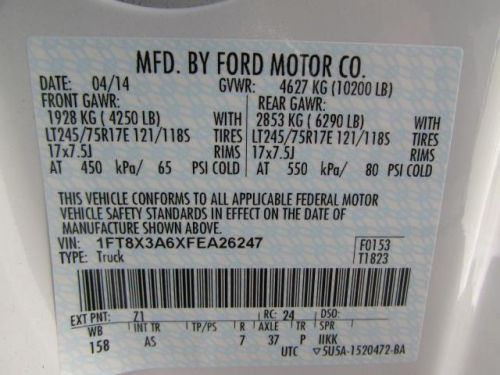 MFD. BY FORD MOTOR CO.
DATE: 04/14 GVWR: 4627 KG (10200 LB)
FRONT GAWR: REAR GAWR:
1928 KG ( 4250 LB) WITH 2853 KG ( 6290 LB) WITH
LT245/75R17E 121/118S TIRES LT245/75R17E 121/118S TIRES
17x7.5J RIMS 17x7.5J RIMS
AT 450 kPa/ 65 PSI COLD AT 550 kPa/ 80 PSI COLD
THIS VEHICLE CONFORMS TO ALL APPLICABLE FEDERAL MOTOR
VEHICLE SAFETY STANDARDS IN EFFECT ON THE DATE OF
MANUFACTURE SHOWN ABOVE.
VIN: 1FT8X3A6XFEA26247 F0153
TYPE: Truck T1823
EXT PNT: Z1 RC: 24 DSO:
WB INT TR TP/PS R AXLE TR SPR
158 AS 7 37 P IIKK
UTC ▽5U5A-1520472-BA